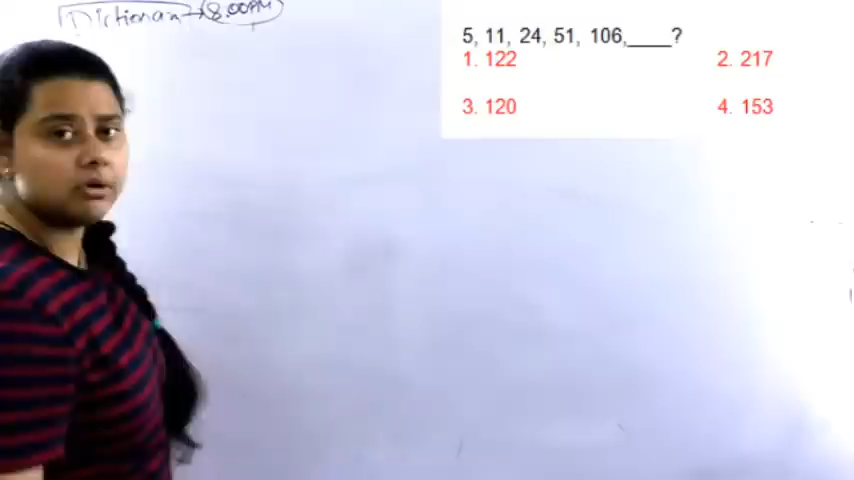 Dictionary → 8.00PM
5, 11, 24, 51, 106,____?
1. 122 2. 217
3. 120 4. 153